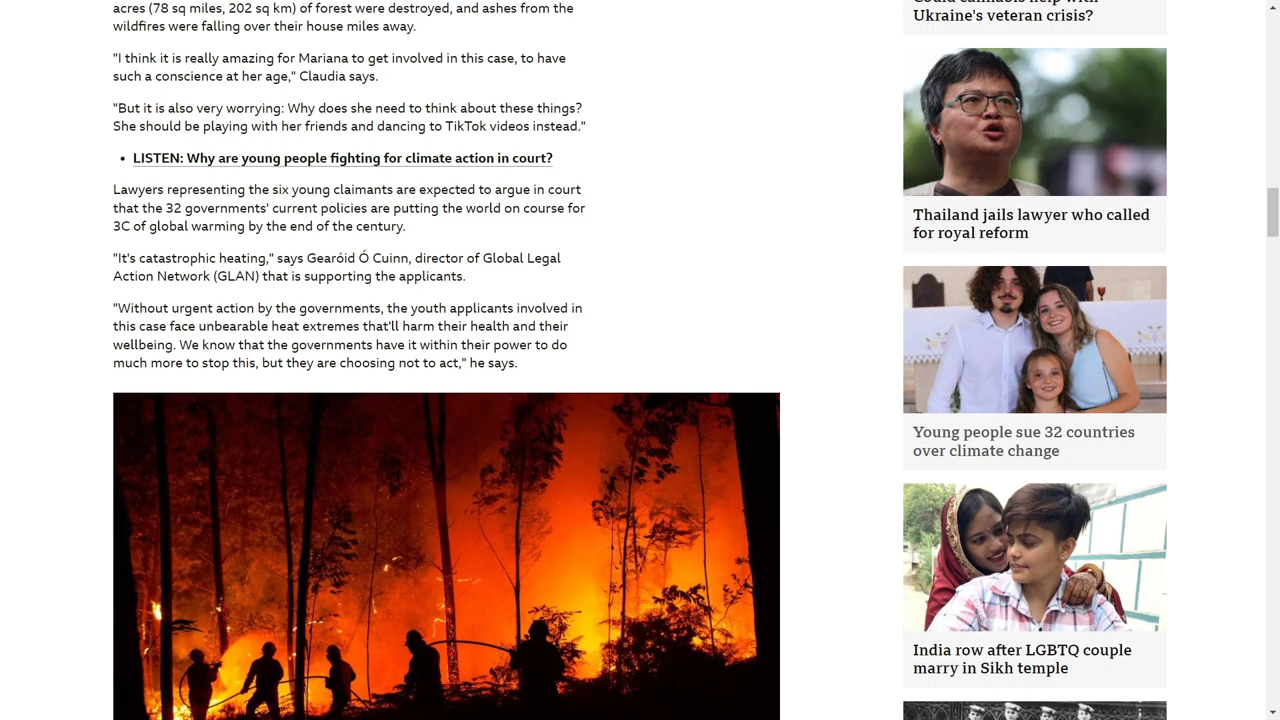 acres (78 sq miles, 202 sq km) of forest were destroyed, and ashes from the
wildfires were falling over their house miles away.
"I think it is really amazing for Mariana to get involved in this case, to have
such a conscience at her age," Claudia says.
"But it is also very worrying: Why does she need to think about these things?
She should be playing with her friends and dancing to TikTok videos instead."
• LISTEN: Why are young people fighting for climate action in court?
Lawyers representing the six young claimants are expected to argue in court
that the 32 governments' current policies are putting the world on course for
3C of global warming by the end of the century.
"It's catastrophic heating," says Gearóid Ó Cuinn, director of Global Legal
Action Network (GLAN) that is supporting the applicants.
"Without urgent action by the governments, the youth applicants involved in
this case face unbearable heat extremes that'll harm their health and their
wellbeing. We know that the governments have it within their power to do
much more to stop this, but they are choosing not to act," he says.
Ukraine's veteran crisis?
Thailand jails lawyer who called
for royal reform
Young people sue 32 countries
over climate change
India row after LGBTQ couple
marry in Sikh temple